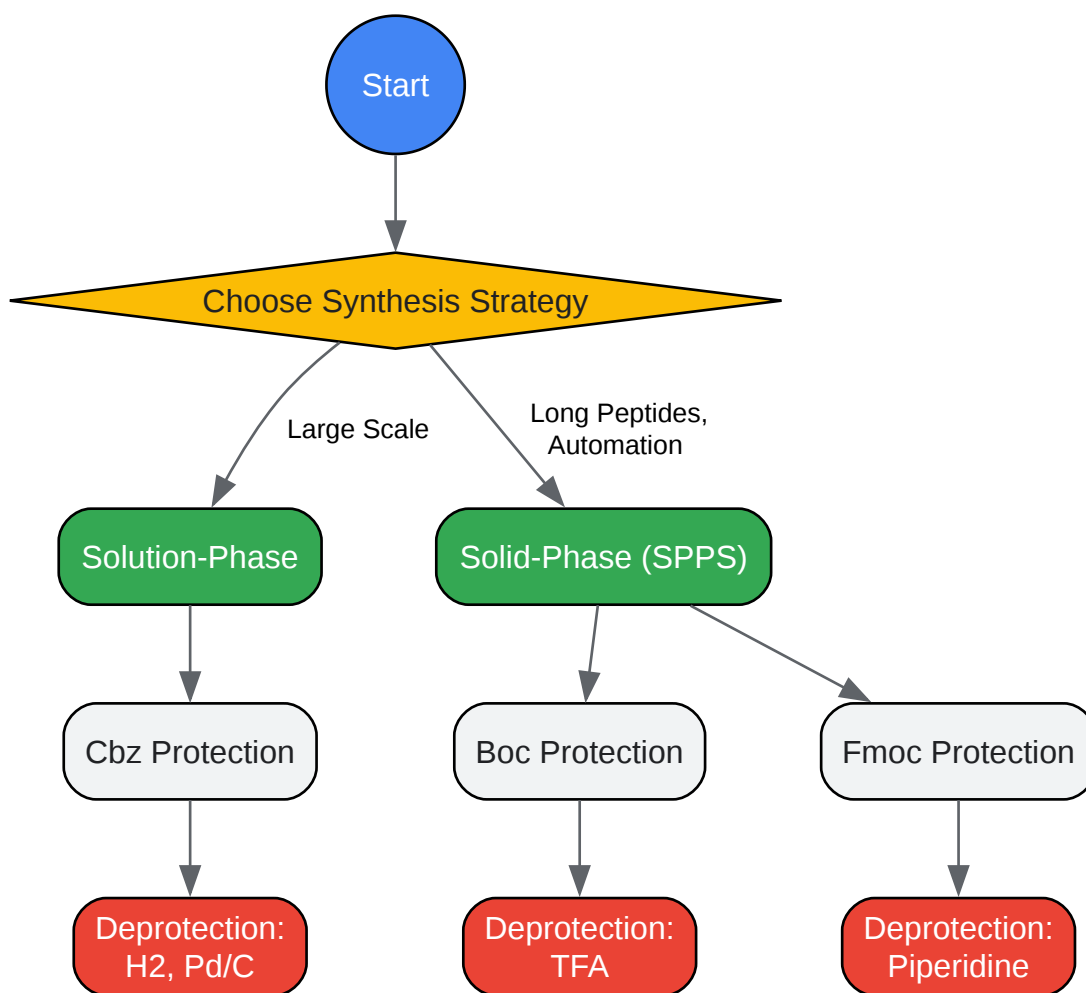 Start
Choose Synthesis Strategy
Large Scale
Long Peptides,
Automation
Solution-Phase
Solid-Phase (SPPS)
Cbz Protection
Boc Protection
Fmoc Protection
Deprotection:
H2, Pd/C
Deprotection:
TFA
Deprotection:
Piperidine